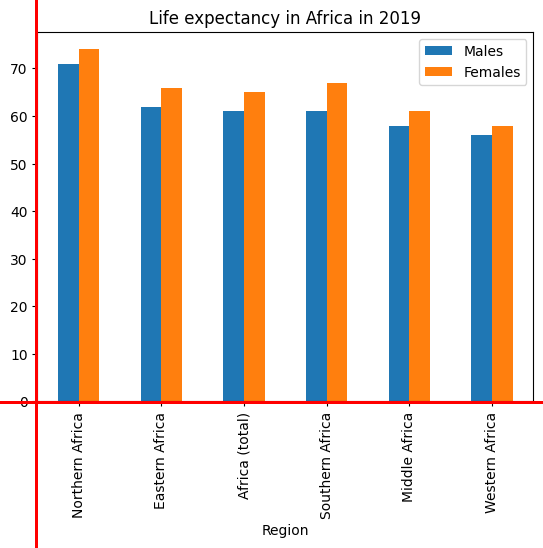 Life expectancy in Africa in 2019
Males
Females
70
60
50
40
30
20
10
0
Northern Africa
Eastern Africa
Africa (total)
Southern Africa
Middle Africa
Western Africa
Region